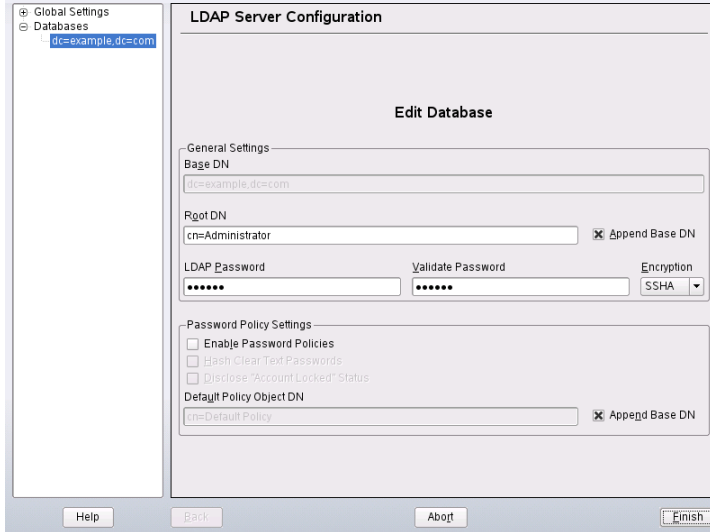 Global Settings
Databases
dc=example,dc=com
LDAP Server Configuration
Edit Database
General Settings
Base DN
dc=example,dc=com
Root DN
cn=Administrator
Append Base DN
LDAP Password
Validate Password
Encryption
••••••
••••••
SSHA
Password Policy Settings
Enable Password Policies
Hash Clear Text Passwords
Disclose "Account Locked" Status
Default Policy Object DN
cn=Default Policy
Append Base DN
Help
Back
Abort
Finish